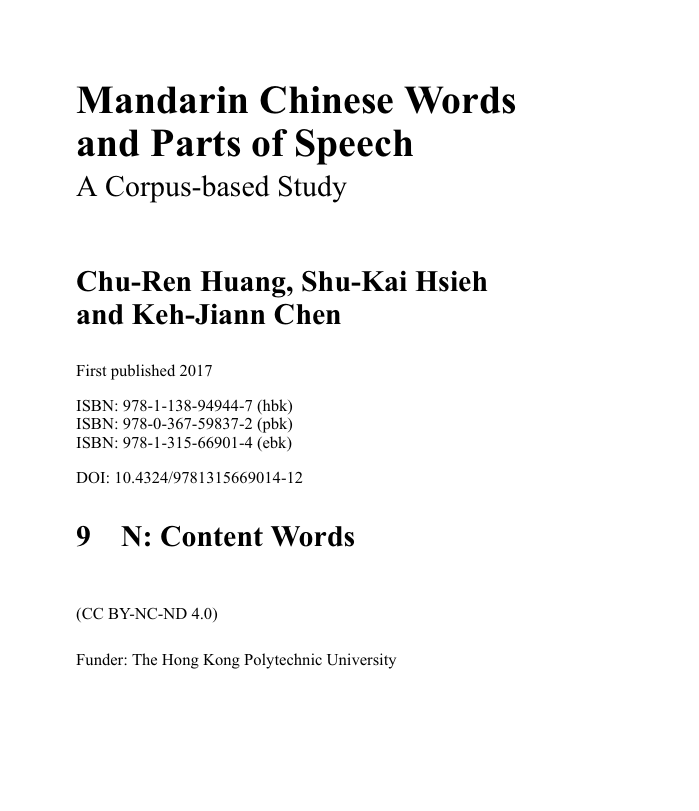 Mandarin Chinese Words
and Parts of Speech
A Corpus-based Study
Chu-Ren Huang, Shu-Kai Hsieh
and Keh-Jiann Chen
First published 2017
ISBN: 978-1-138-94944-7 (hbk)
ISBN: 978-0-367-59837-2 (pbk)
ISBN: 978-1-315-66901-4 (ebk)
DOI: 10.4324/9781315669014-12
9 N: Content Words
(CC BY-NC-ND 4.0)
Funder: The Hong Kong Polytechnic University